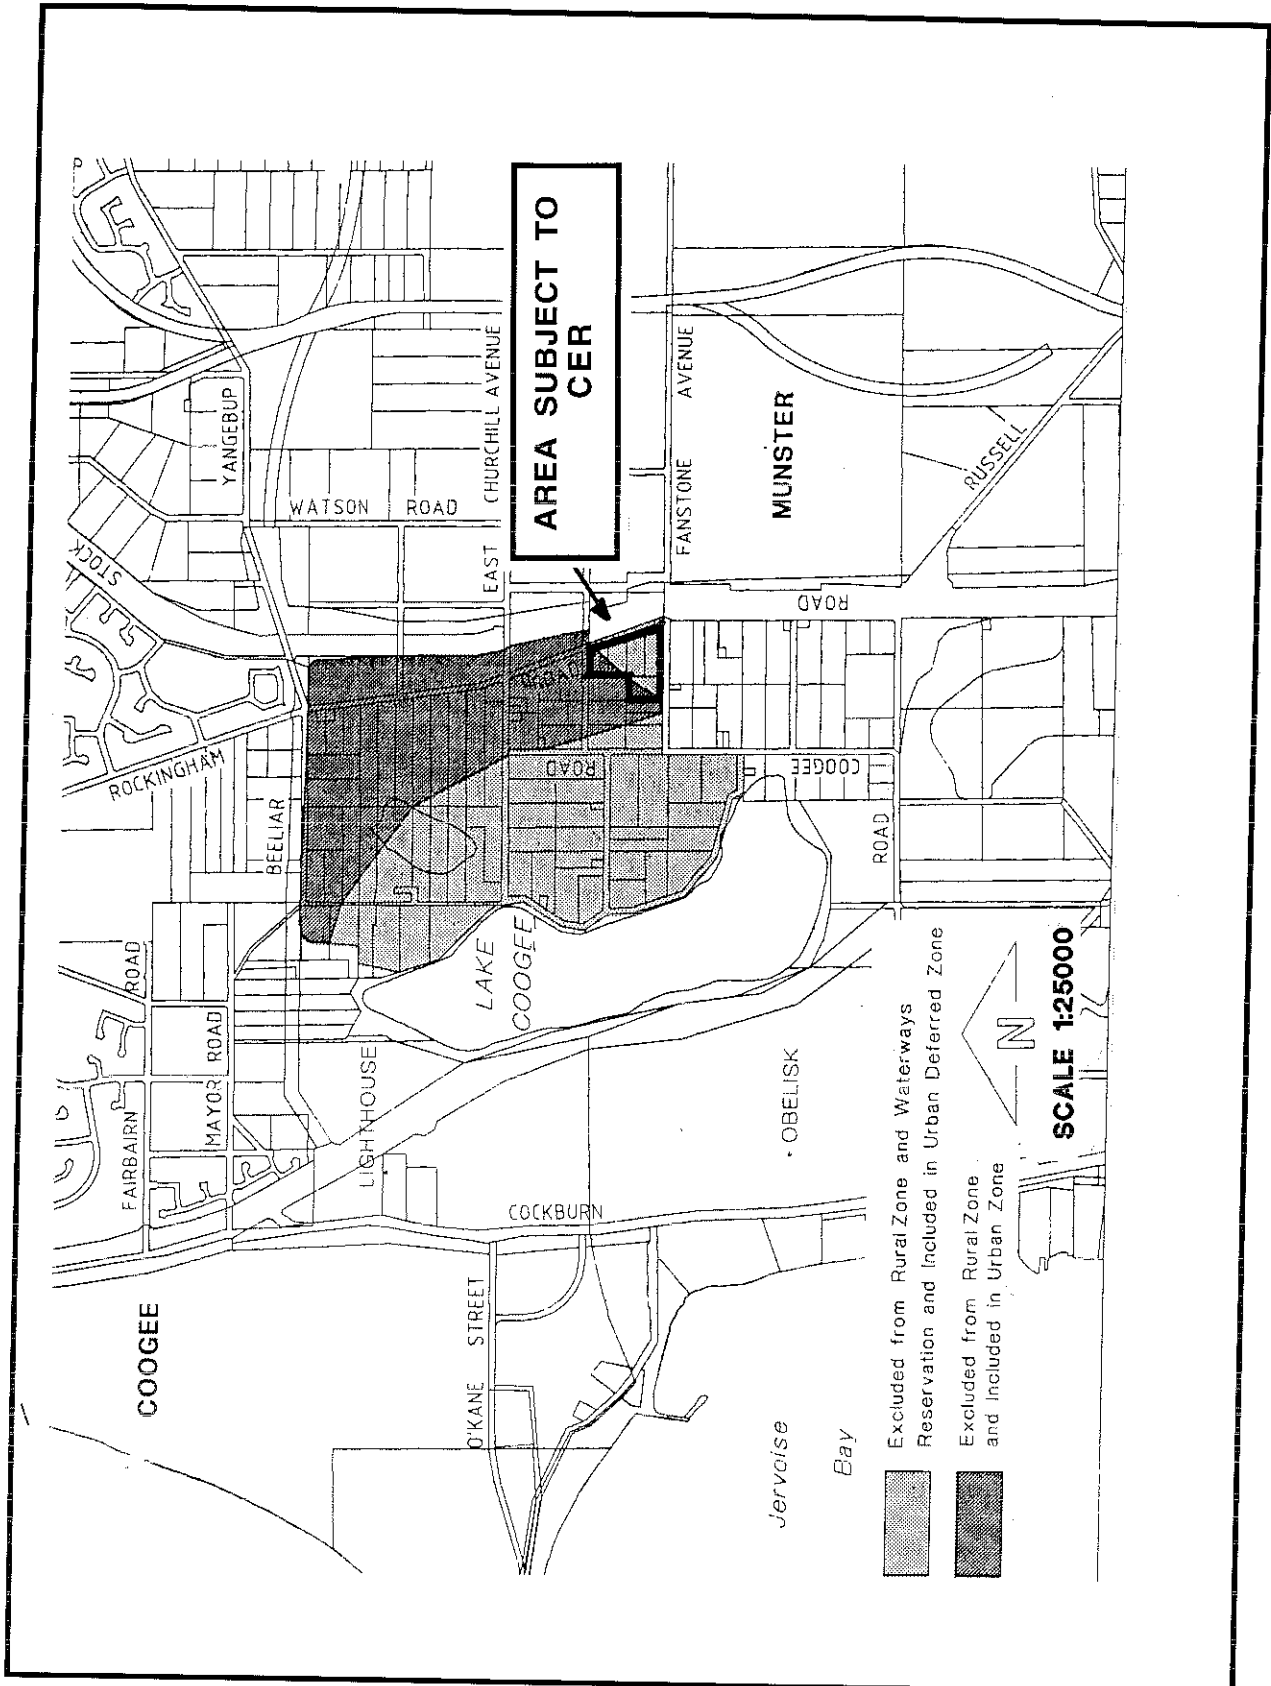 AREA SUBJECT TO
CER
STOCK
YANGEBUP
WATSON ROAD
EAST CHURCHILL AVENUE
FANSTONE AVENUE
MUNSTER
RUSSELL
ROAD
ROAD
ROCKINGHAM
BEELIAR
ROAD
COOGEE
ROAD
LAKE
COOGEE
FAIRBAIRN ROAD
MAYOR ROAD
LIGHTHOUSE
OBELISK
COCKBURN
COOGEE
O'KANE STREET
Jervoise
Bay
Excluded from Rural Zone and Waterways
Reservation and Included in Urban Deferred Zone
Excluded from Rural Zone
and Included in Urban Zone
N
SCALE 1:25000